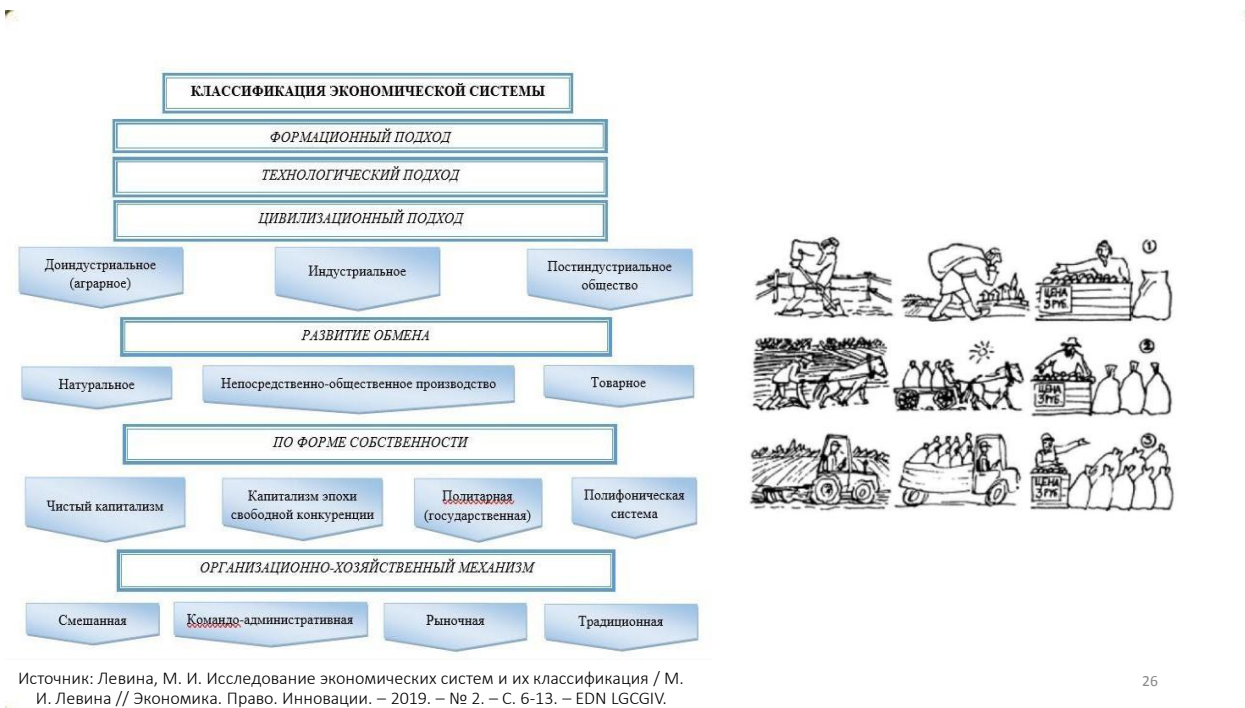 КЛАССИФИКАЦИЯ ЭКОНОМИЧЕСКОЙ СИСТЕМЫ
ФОРМАЦИОННЫЙ ПОДХОД
ТЕХНОЛОГИЧЕСКИЙ ПОДХОД
ЦИВИЛИЗАЦИОННЫЙ ПОДХОД
Доиндустриальное
(аграрное)
Индустриальное
Постиндустриальное
общество
РАЗВИТИЕ ОБМЕНА
Натуральное
Непосредственно-общественное производство
Товарное
ПО ФОРМЕ СОБСТВЕННОСТИ
Чистый капитализм
Капитализм эпохи
свободной конкуренции
Политарная
(государственная)
Полифоническая
система
ОРГАНИЗАЦИОННО-ХОЗЯЙСТВЕННЫЙ МЕХАНИЗМ
Смешанная
Командо-административная
Рыночная
Традиционная
Источник: Левина, М. И. Исследование экономических систем и их классификация / М.
И. Левина // Экономика. Право. Инновации. – 2019. – № 2. – С. 6-13. – EDN LGCGIV.
1
ЦЕНА
3 РУБ.
2
ЦЕНА
3 РУБ.
3
ЦЕНА
3 РУБ.
26